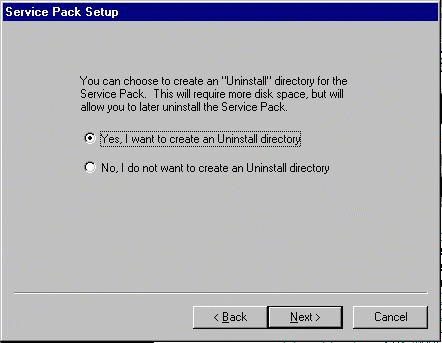 Service Pack Setup
You can choose to create an "Uninstall" directory for the
Service Pack. This will require more disk space, but will
allow you to later uninstall the Service Pack.
Yes, I want to create an Uninstall directory
No, I do not want to create an Uninstall directory
< Back
Next >
Cancel